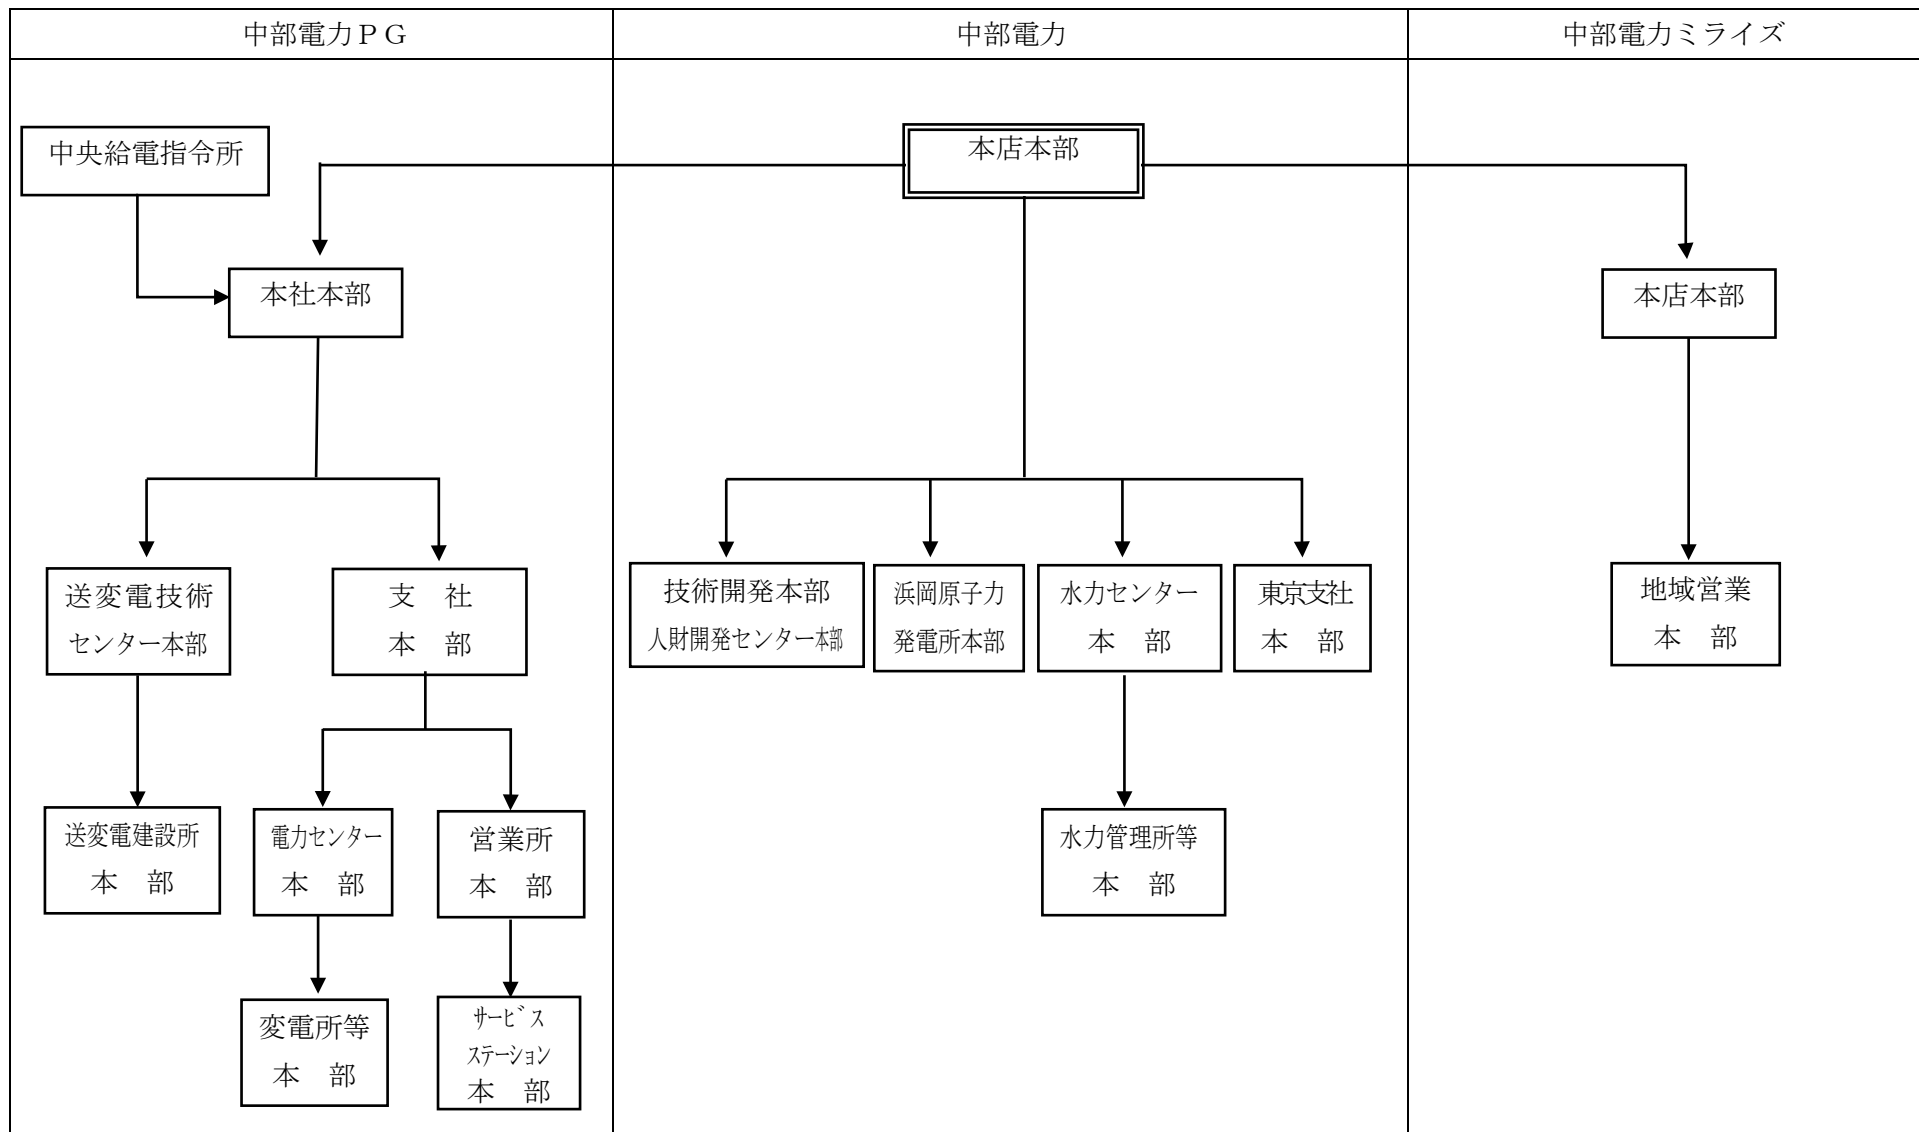 中部電力ＰＧ
中部電力
中部電力ミライズ
中央給電指令所
本店本部
本社本部
本店本部
送変電技術
センター本部
支　社
本　部
技術開発本部
人財開発センター本部
浜岡原子力
発電所本部
水力センター
本　部
東京支社
本　部
地域営業
本　部
送変電建設所
本　部
電力センター
本　部
営業所
本　部
水力管理所等
本　部
変電所等
本　部
サービス
ステーション
本　部